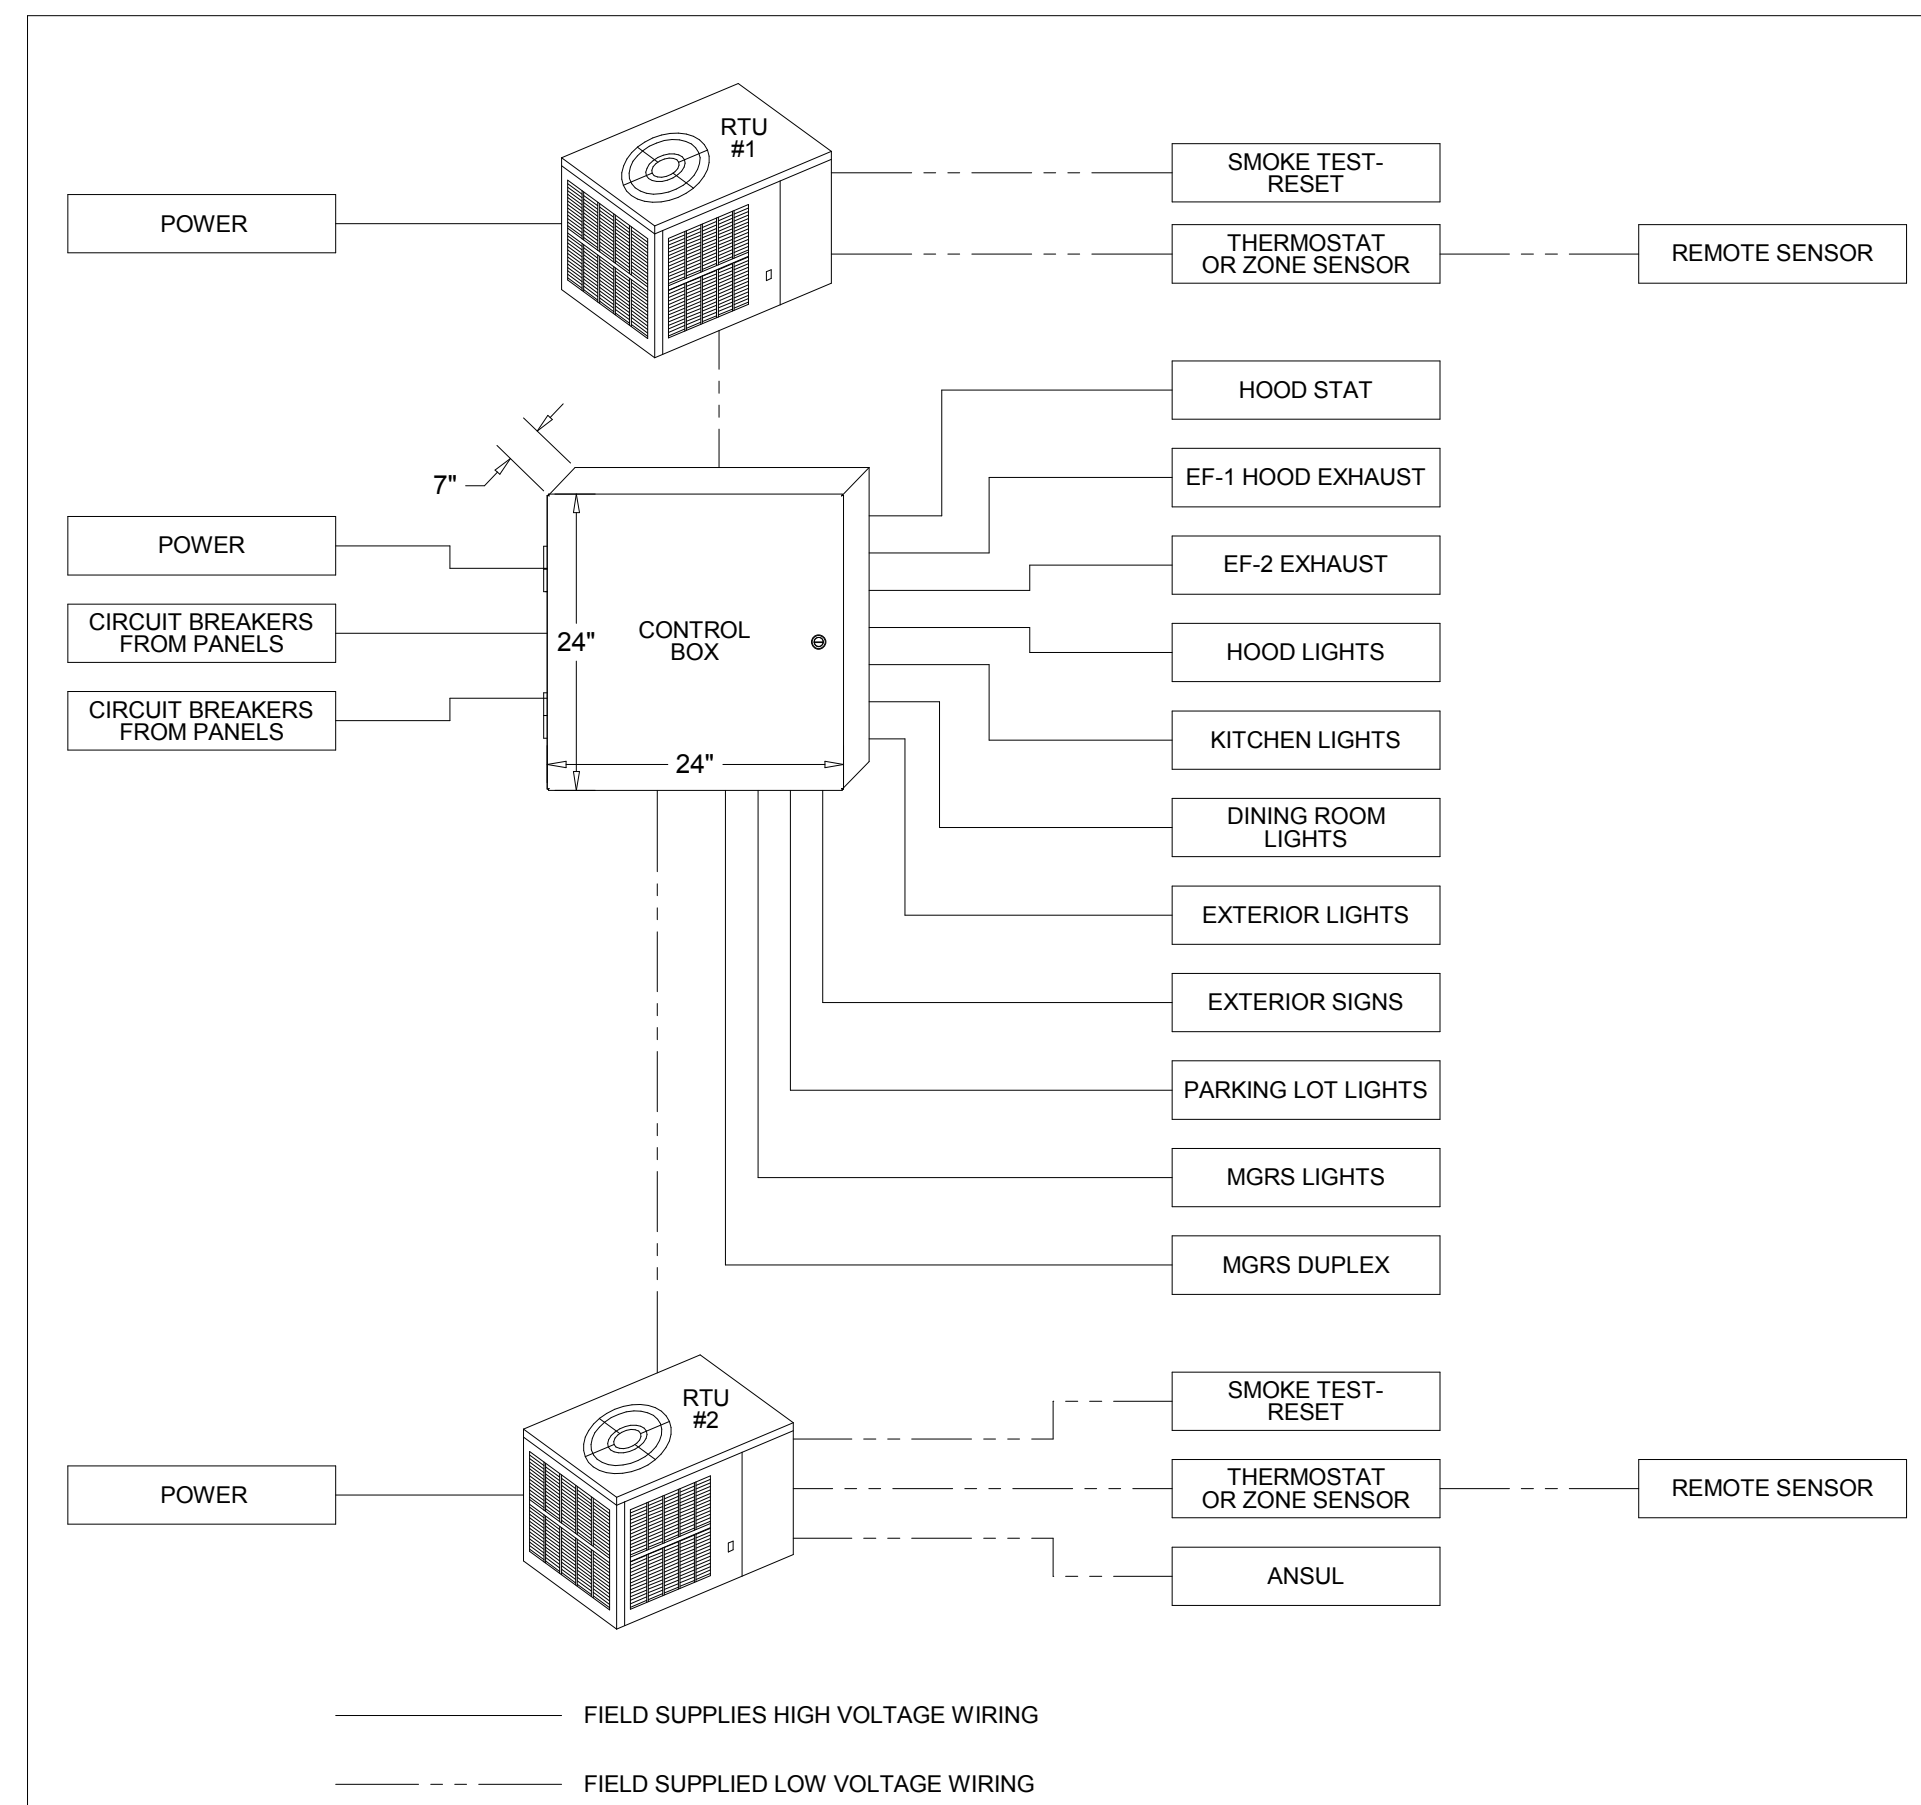 RTU
#1
SMOKE TEST-
RESET
POWER
THERMOSTAT
OR ZONE SENSOR
REMOTE SENSOR
HOOD STAT
7"
EF-1 HOOD EXHAUST
POWER
EF-2 EXHAUST
CIRCUIT BREAKERS
FROM PANELS
24"
CONTROL
BOX
HOOD LIGHTS
CIRCUIT BREAKERS
FROM PANELS
KITCHEN LIGHTS
24"
DINING ROOM
LIGHTS
EXTERIOR LIGHTS
EXTERIOR SIGNS
PARKING LOT LIGHTS
MGRS LIGHTS
MGRS DUPLEX
RTU
#2
SMOKE TEST-
RESET
POWER
THERMOSTAT
OR ZONE SENSOR
REMOTE SENSOR
ANSUL
FIELD SUPPLIES HIGH VOLTAGE WIRING
FIELD SUPPLIED LOW VOLTAGE WIRING